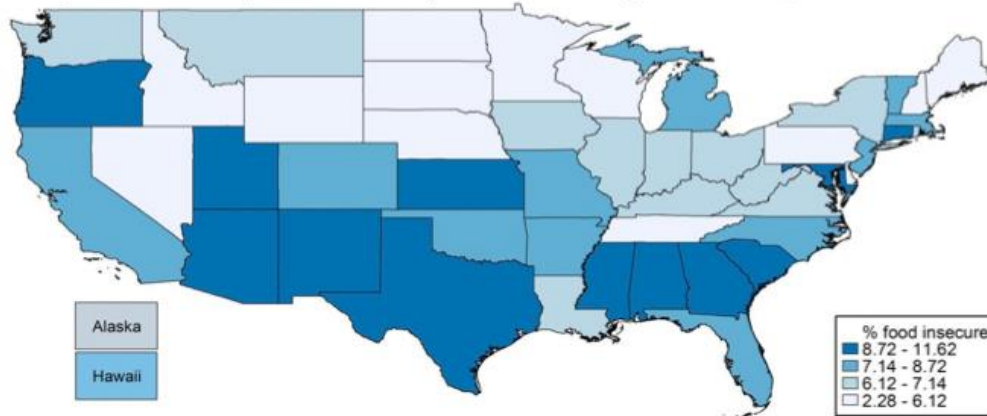 Alaska
Hawaii
% food insecure
8.72 - 11.62
7.14 - 8.72
6.12 - 7.14
2.28 - 6.12